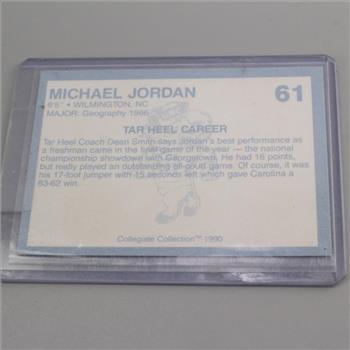 MICHAEL JORDAN 61
6'5" • WILMINGTON, NC
MAJOR: Geography 1986
TAR HEEL CAREER
Tar Heel Coach Dean Smith says Jordan's best performance as
a freshman came in the final game of the year — the national
championship showdown with Georgetown. He had 16 points,
but really played an outstanding all-court game. Of course, it was
his 17-foot jumper with 15 seconds left which gave Carolina a
63-62 win.
Collegiate Collection™ 1990